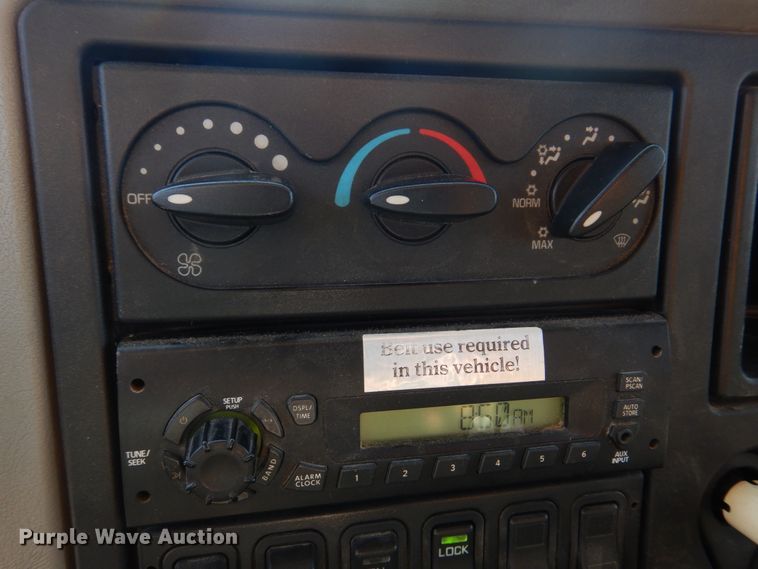 OFF
NORM
MAX
Belt use required
in this vehicle!
SCAN/
PSCAN
SETUP
PUSH
DSPL/
TIME
AUTO
STORE
TUNE/
SEEK
BAND
ALARM
CLOCK
1 2 3 4 5 6
AUX
INPUT
LOCK
Purple Wave Auction